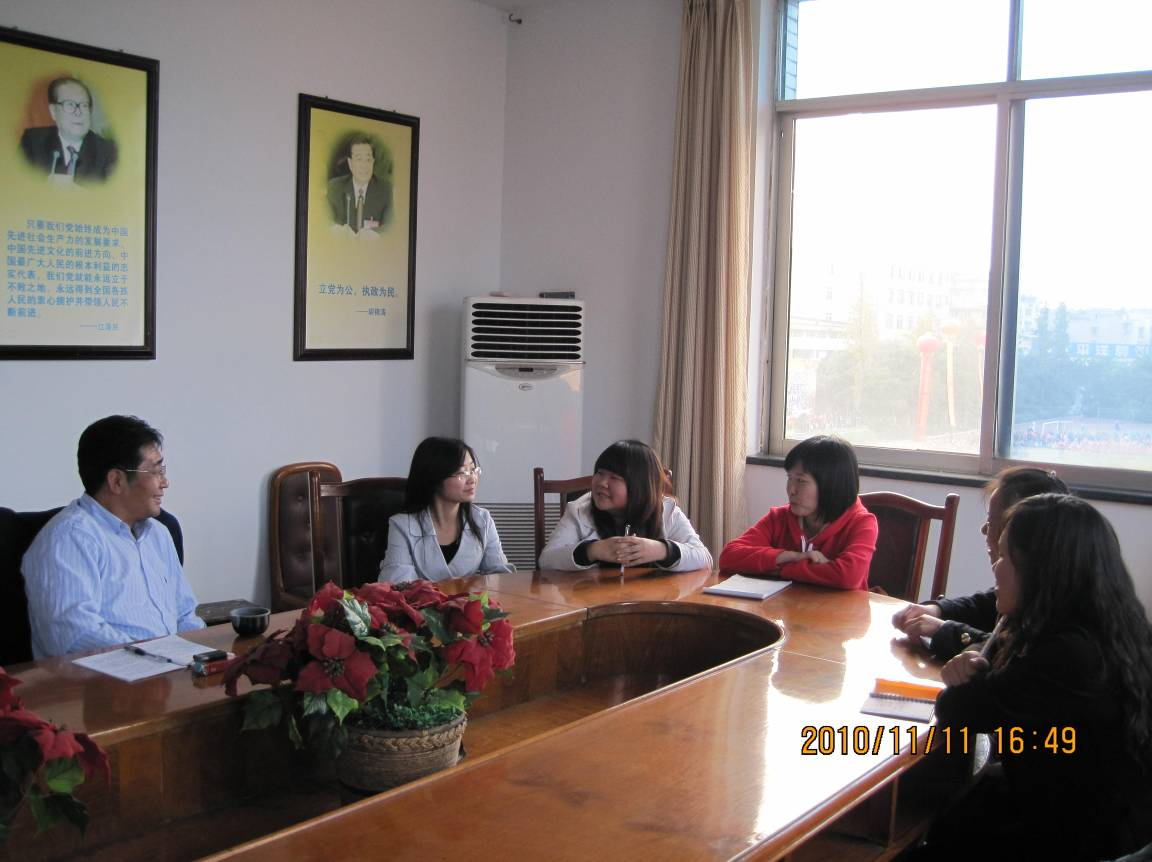 只要我们党始终成为中国
先进社会生产力的发展要求、
中国先进文化的前进方向、中
国最广大人民的根本利益的忠
实代表，我们党就能永远立于
不败之地，永远得到全国各族
人民的衷心拥护并带领人民不
断前进。
——江泽民
立党为公，执政为民。
——胡锦涛
2010/11/11 16:49